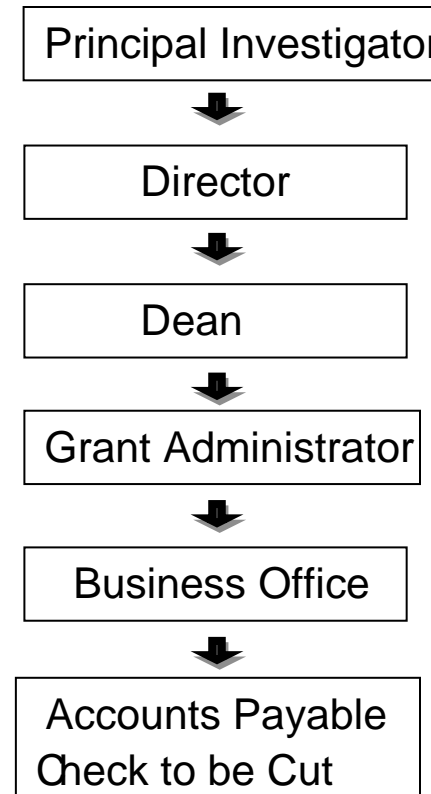 Principal Investigator
Director
Dean
Grant Administrator
Business Office
Accounts Payable
Check to be Cut